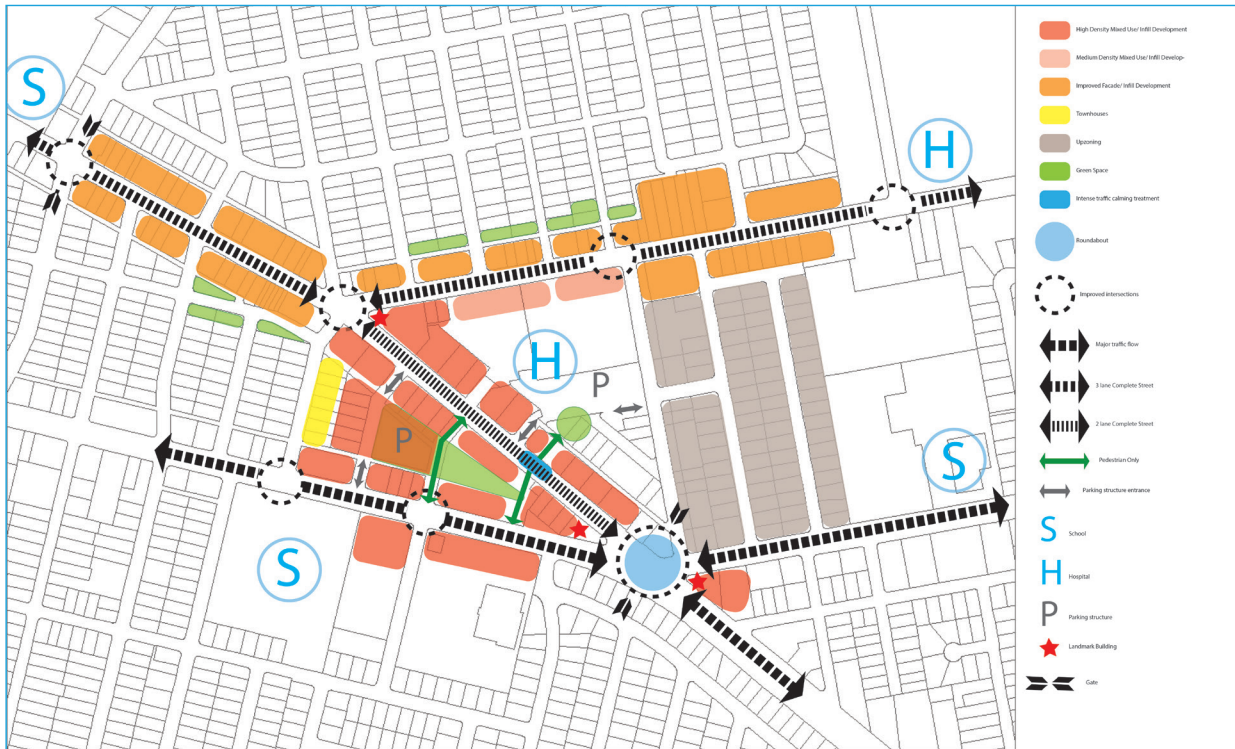 S
H
H
P
P
S
S
High Density Mixed Use/ Infill Development
Medium Density Mixed Use/ Infill Develop-
Improved Facade/ Infill Development
Townhouses
Upzoning
Green Space
Intense traffic calming treatment
Roundabout
Improved intersections
Major traffic flow
3 lane Complete Street
2 lane Complete Street
Pedestrian Only
Parking structure entrance
S School
H Hospital
P Parking structure
Landmark Building
Gate